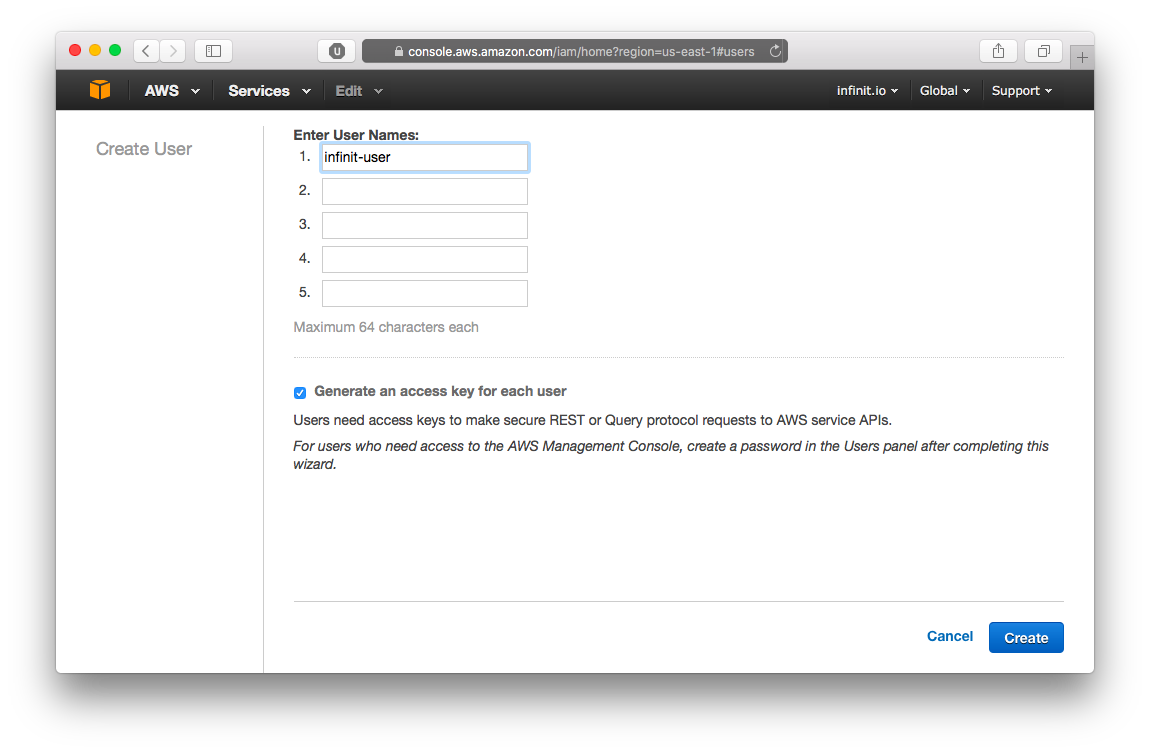 U
console.aws.amazon.com/iam/home?region=us-east-1#users
AWS Services Edit infinit.io Global Support
Create User
Enter User Names:
1. infinit-user
2.
3.
4.
5.
Maximum 64 characters each
Generate an access key for each user
Users need access keys to make secure REST or Query protocol requests to AWS service APIs.
For users who need access to the AWS Management Console, create a password in the Users panel after completing this
wizard.
Cancel Create